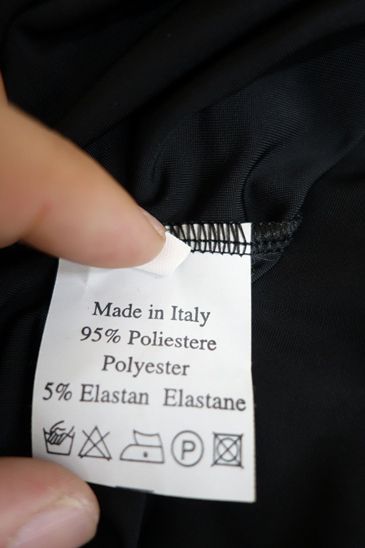 Made in Italy
95% Poliestere
Polyester
5% Elastan Elastane
P